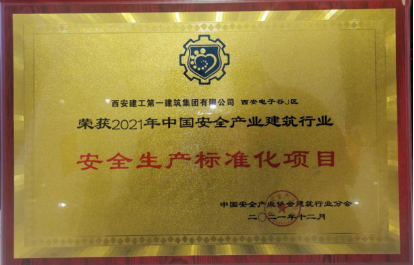 西安建工第一建筑集团有限公司 西安电子谷J区
荣获2021年中国安全产业建筑行业
安全生产标准化项目
中国安全产业协会建筑行业分会
二〇二一年十二月